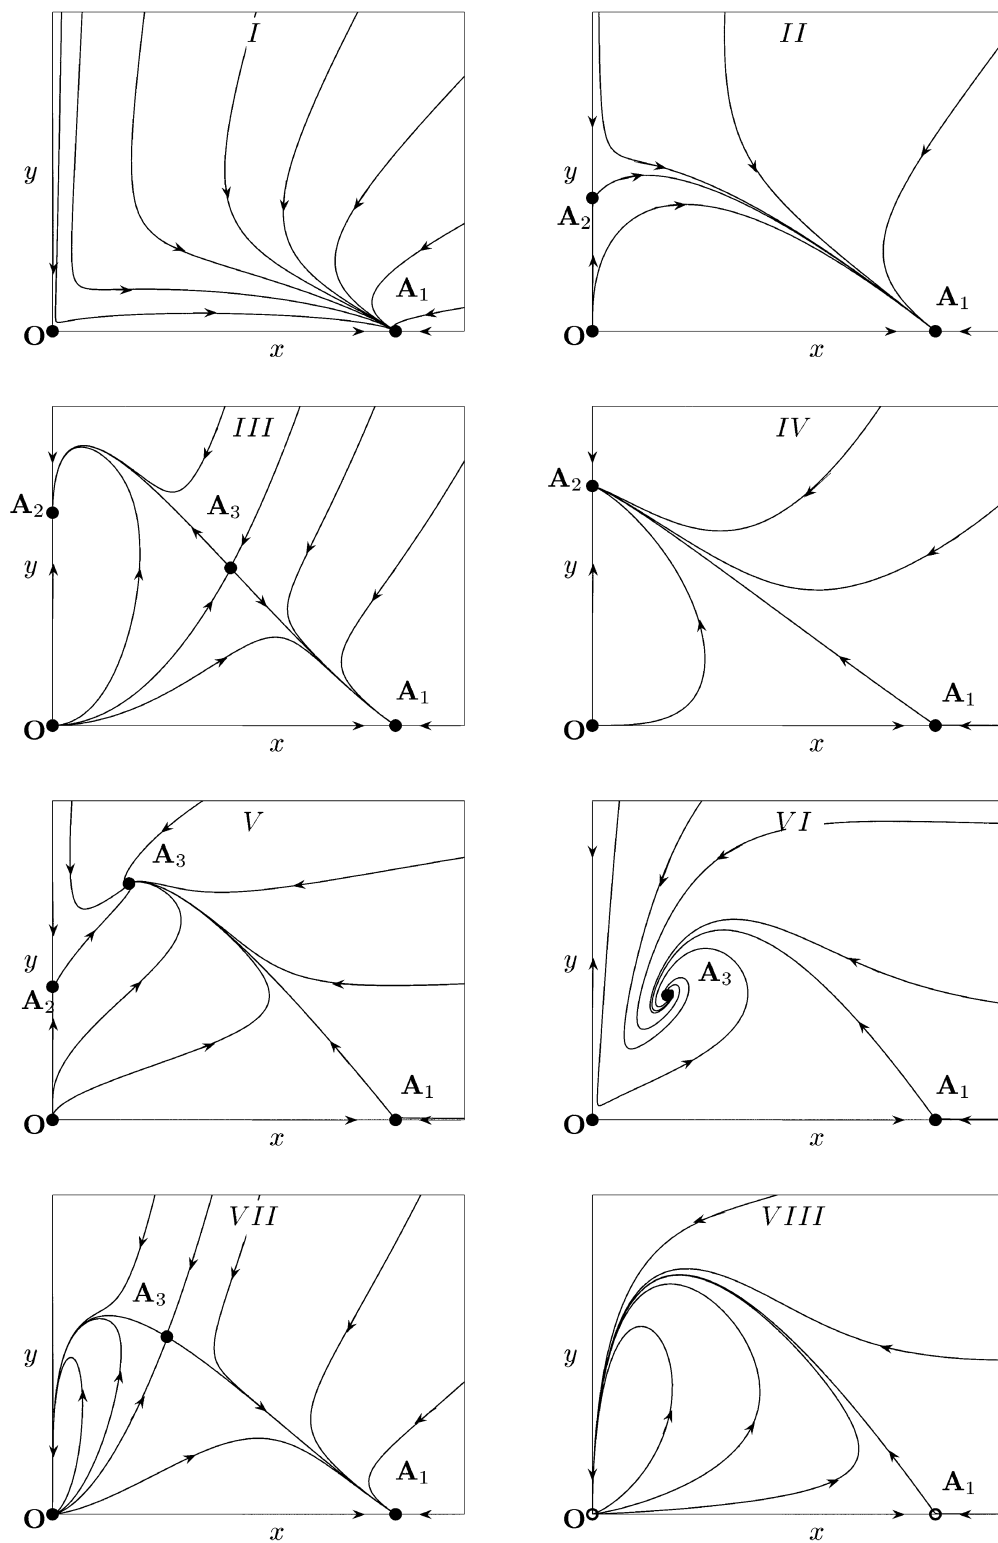 I
II
y
y
A₂
A₁
A₁
O
O
x
x
III
IV
A₂
A₃
A₂
y
y
A₁
A₁
O
O
x
x
V
VI
A₃
y
y
A₂
A₃
A₁
A₁
O
O
x
x
VII
VIII
A₃
y
y
A₁
A₁
O
O
x
x